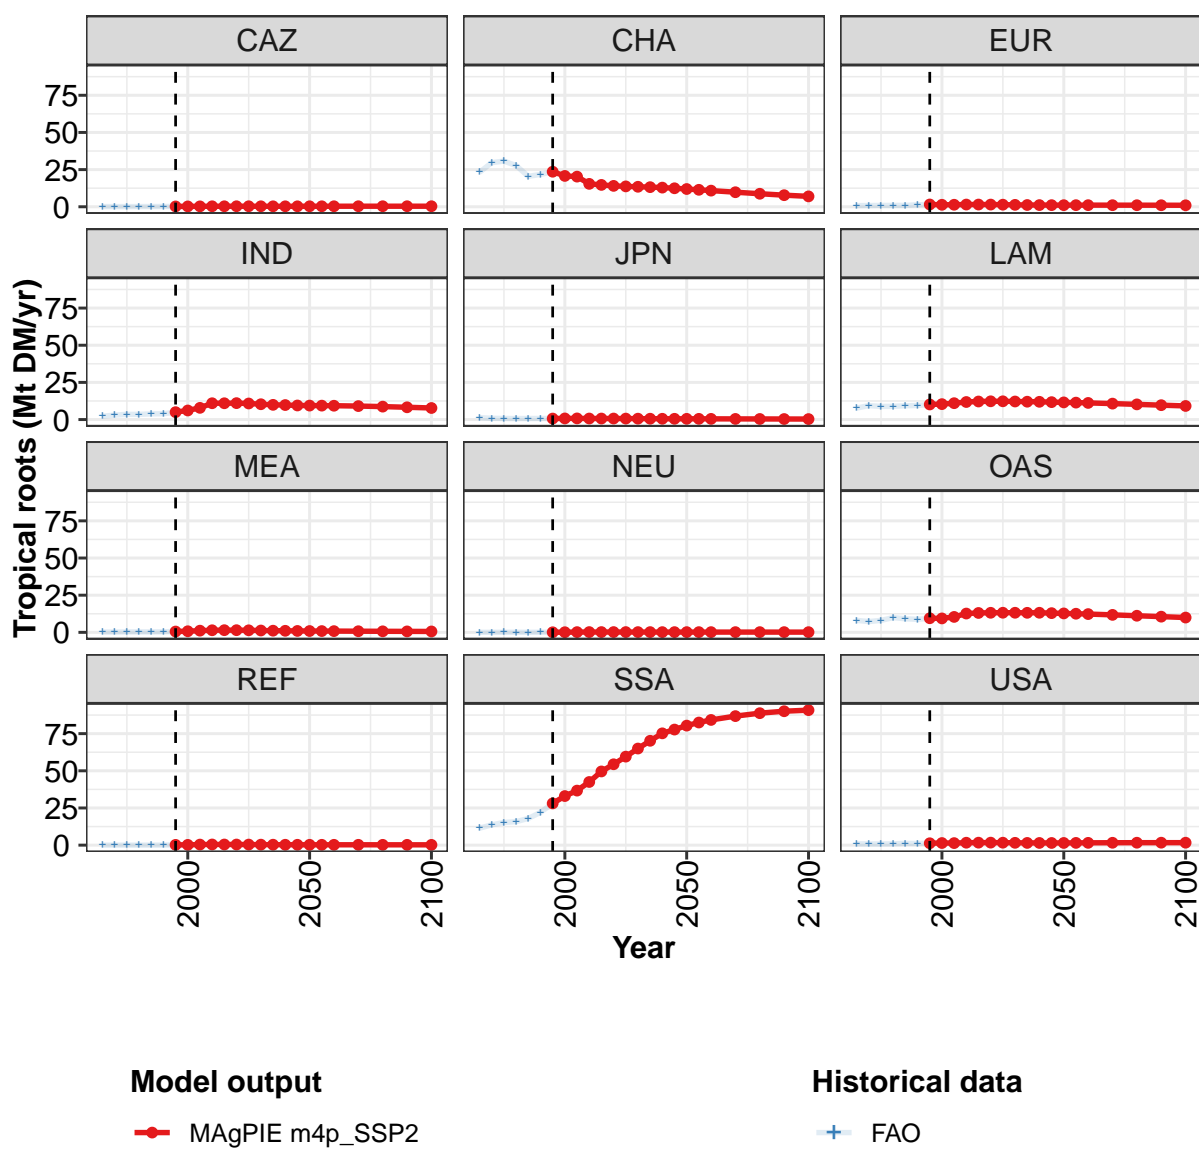 CAZ CHA EUR
75
50
25
0
IND JPN LAM
75
50
25
0
MEA NEU OAS
75
50
25
0
REF SSA USA
75
50
25
0
Tropical roots (Mt DM/yr)
2000 2050 2100 2000 2050 2100 2000 2050 2100
Year
Model output Historical data
MAgPIE m4p_SSP2 FAO